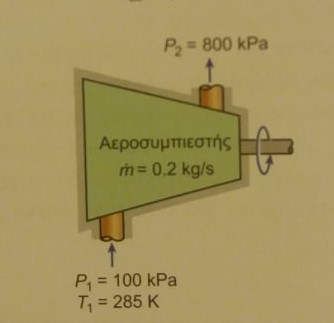 P₂ = 800 kPa
Αεροσυμπιεστής
ṁ = 0.2 kg/s
P₁ = 100 kPa
T₁ = 285 K